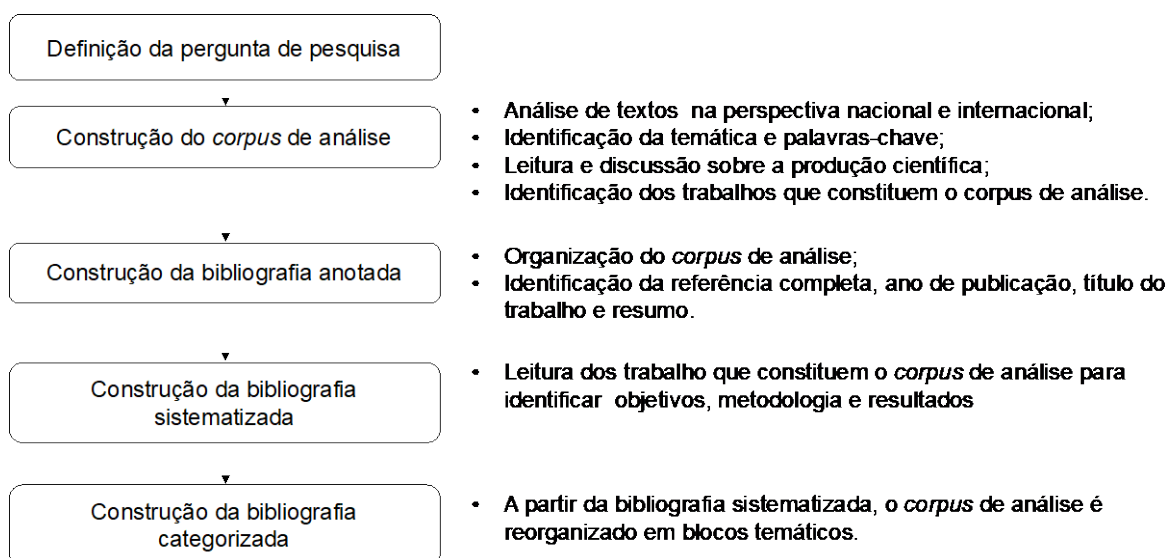 Definição da pergunta de pesquisa
Construção do corpus de análise
• Análise de textos na perspectiva nacional e internacional;
• Identificação da temática e palavras-chave;
• Leitura e discussão sobre a produção científica;
• Identificação dos trabalhos que constituem o corpus de análise.
Construção da bibliografia anotada
• Organização do corpus de análise;
• Identificação da referência completa, ano de publicação, título do
trabalho e resumo.
Construção da bibliografia
sistematizada
• Leitura dos trabalho que constituem o corpus de análise para
identificar objetivos, metodologia e resultados
Construção da bibliografia
categorizada
• A partir da bibliografia sistematizada, o corpus de análise é
reorganizado em blocos temáticos.